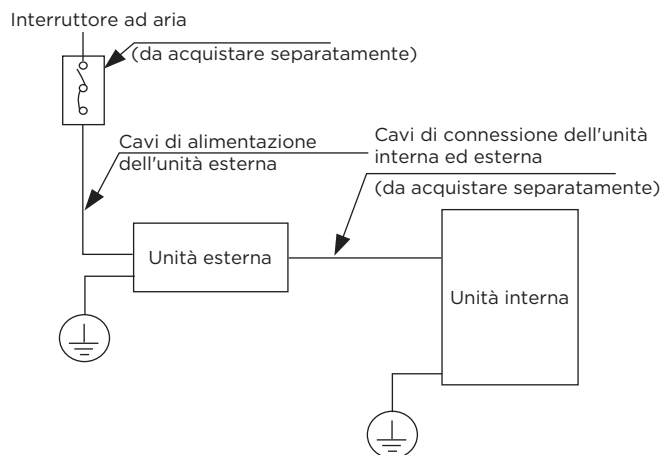 Interruttore ad aria
(da acquistare separatamente)
Cavi di alimentazione
dell'unità esterna
Cavi di connessione dell'unità
interna ed esterna
(da acquistare separatamente)
Unità esterna
Unità interna